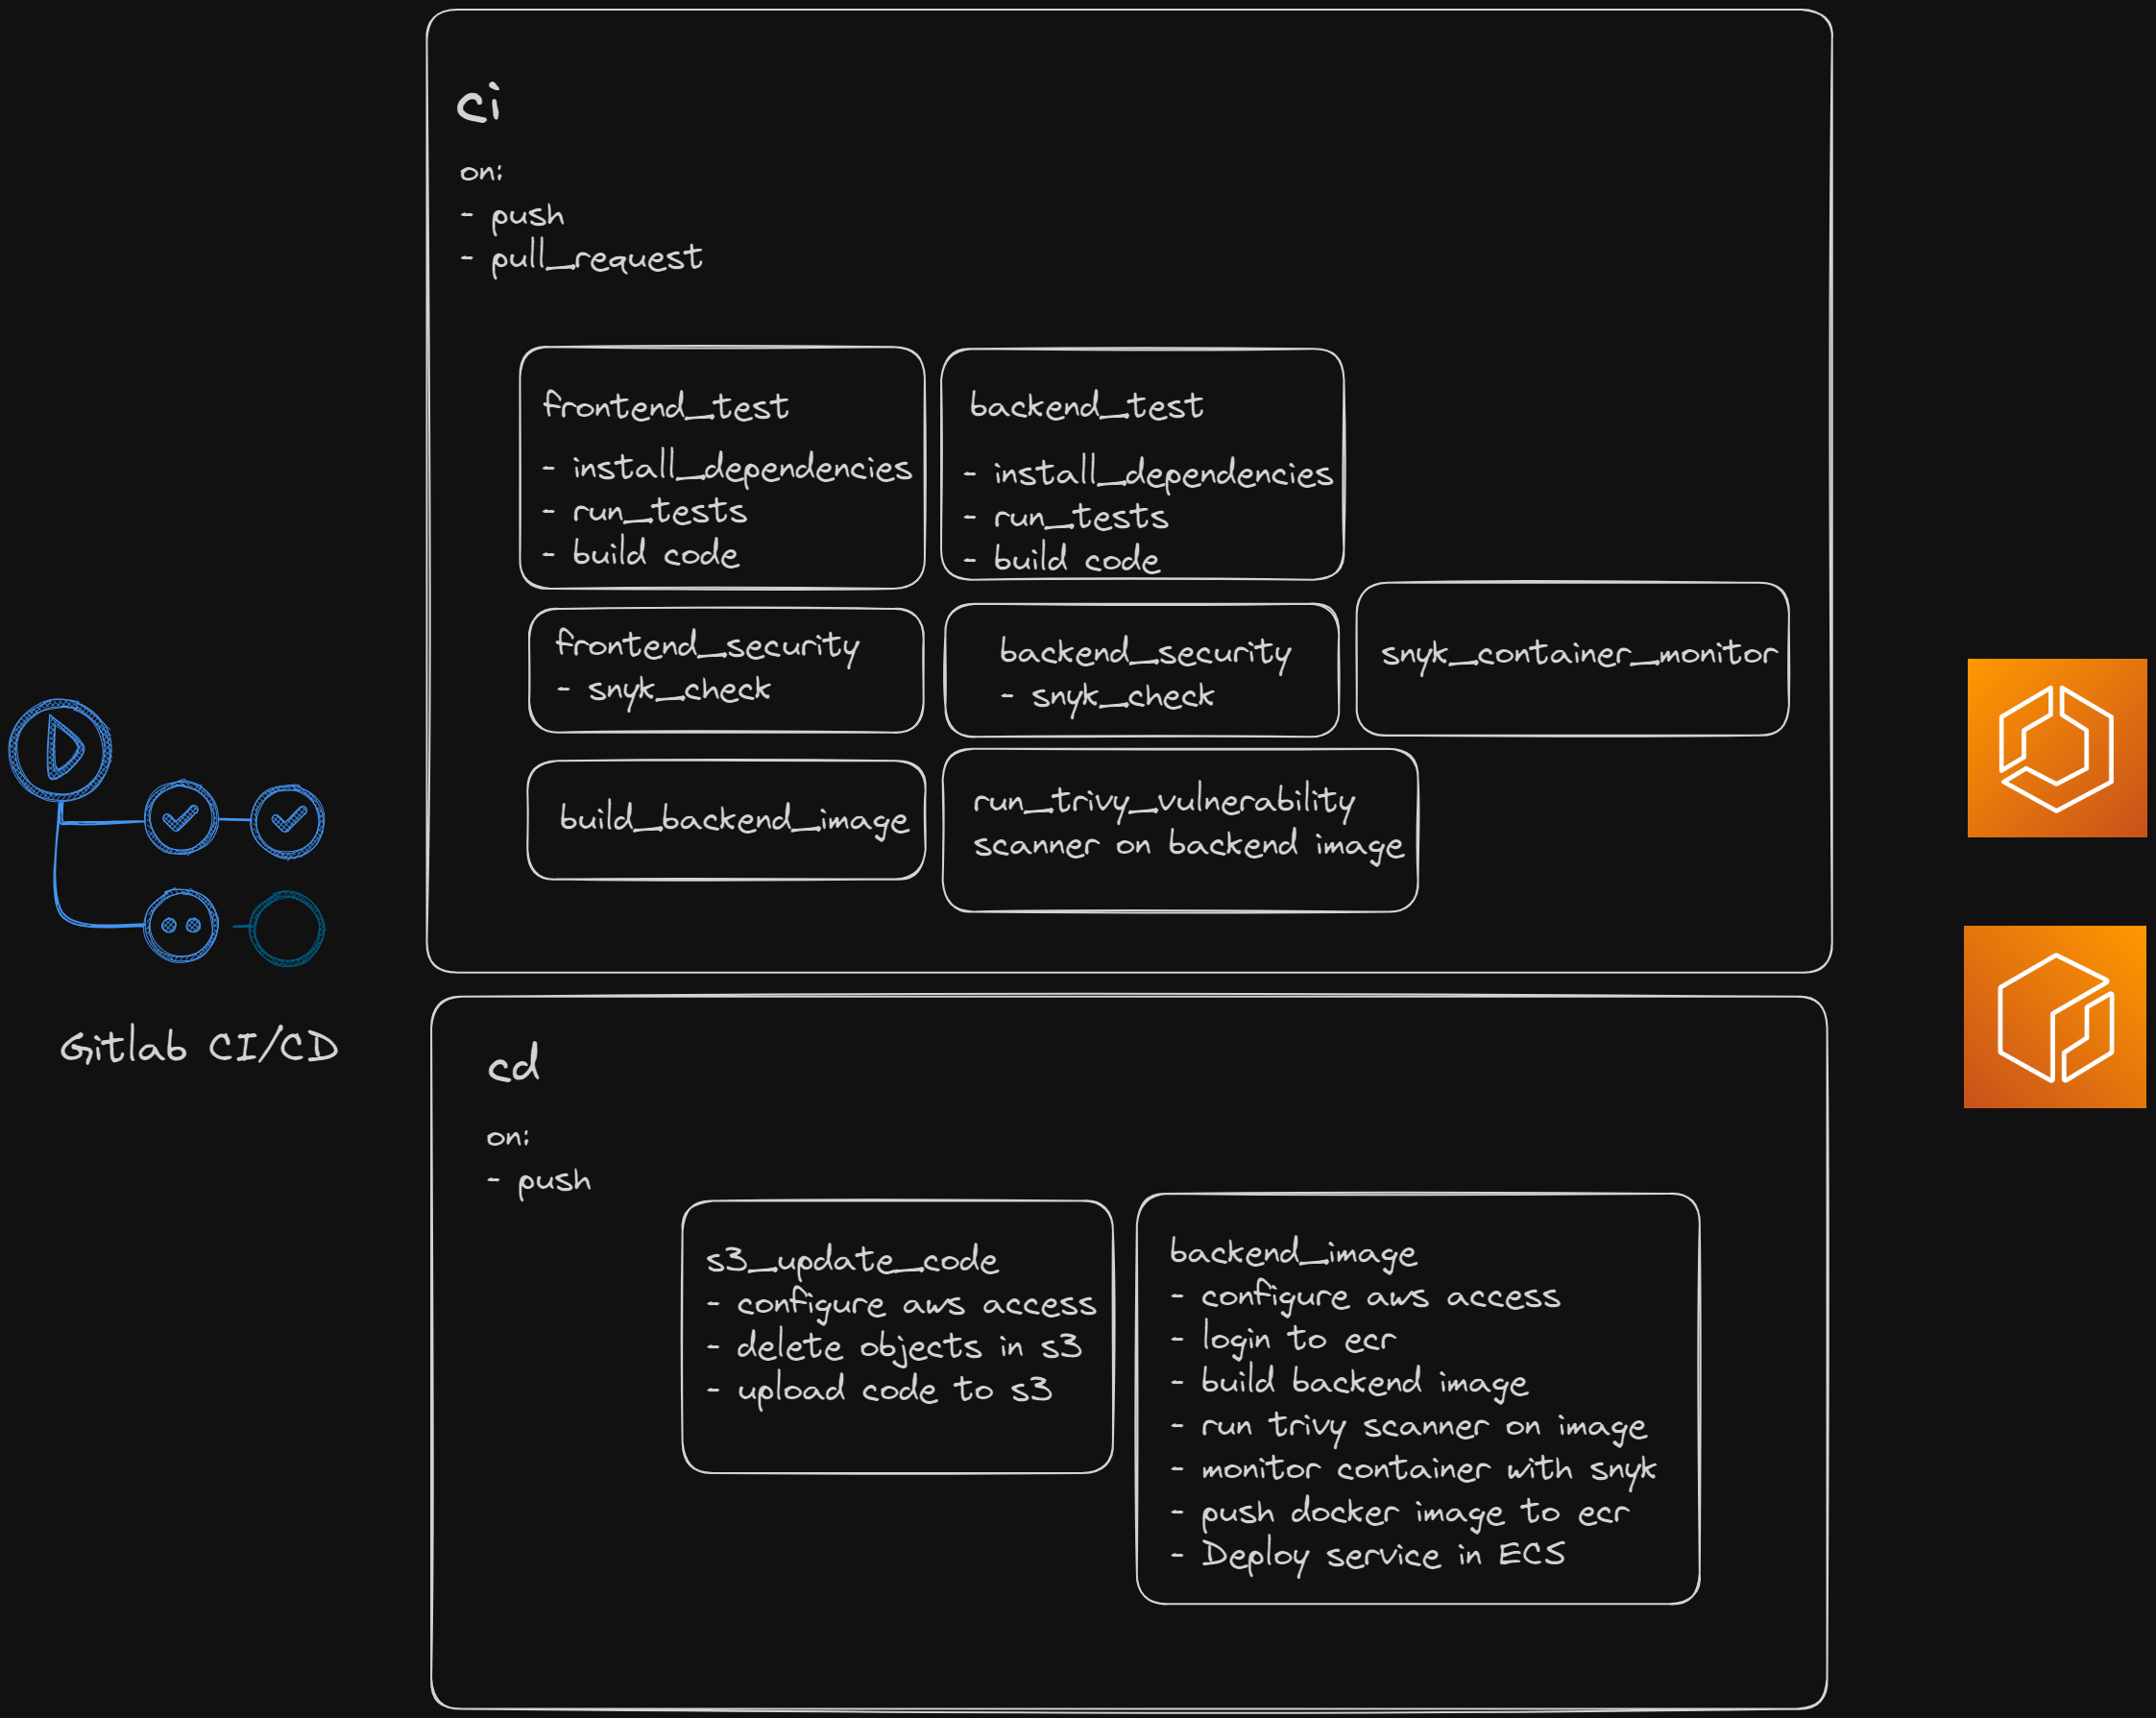 ci
on:
- push
- pull_request
frontend_test
- install_dependencies
- run_tests
- build code
backend_test
- install_dependencies
- run_tests
- build code
frontend_security
- snyk_check
backend_security
- snyk_check
snyk_container_monitor
build_backend_image
run_trivy_vulnerability
scanner on backend image
Gitlab CI/CD
cd
on:
- push
s3_update_code
- configure aws access
- delete objects in s3
- upload code to s3
backend_image
- configure aws access
- login to ecr
- build backend image
- run trivy scanner on image
- monitor container with snyk
- push docker image to ecr
- Deploy service in ECS